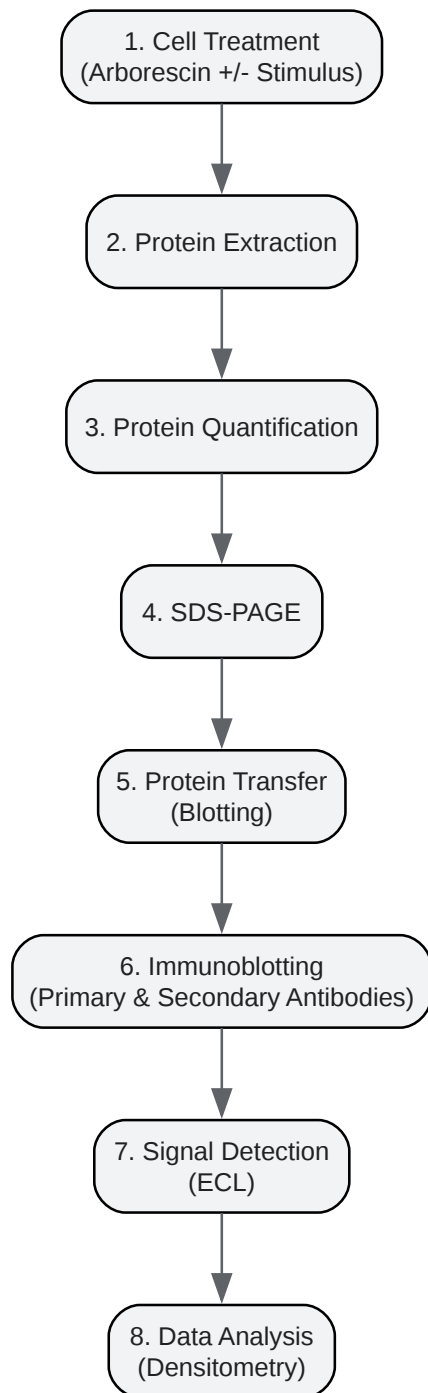 1. Cell Treatment
(Arborescin +/- Stimulus)
2. Protein Extraction
3. Protein Quantification
4. SDS-PAGE
5. Protein Transfer
(Blotting)
6. Immunoblotting
(Primary & Secondary Antibodies)
7. Signal Detection
(ECL)
8. Data Analysis
(Densitometry)